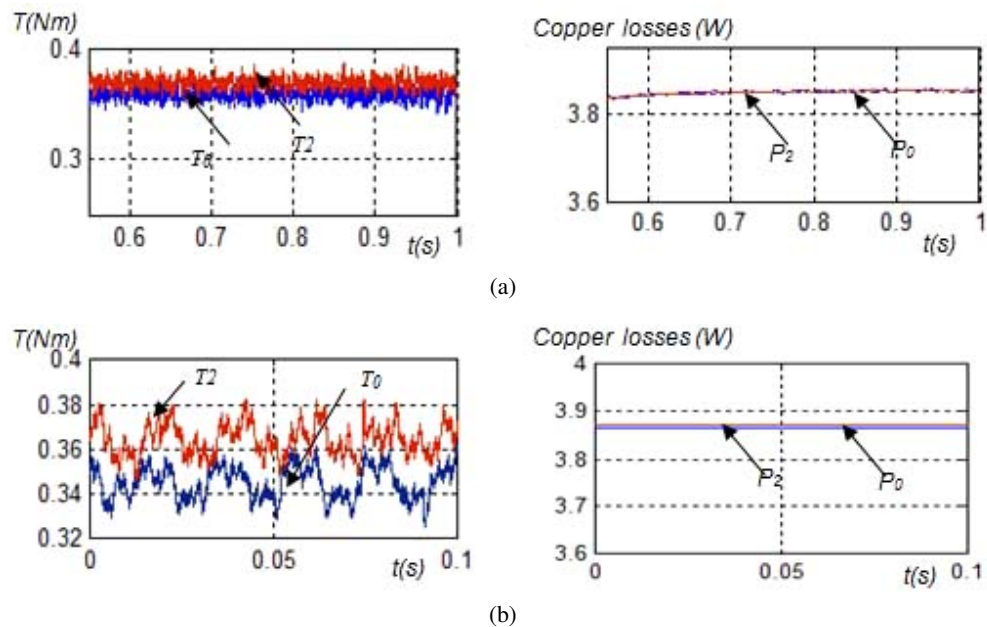 T(Nm)
0.4
0.3
T2
0.6 0.7 0.8 0.9 1
t(s)
Copper losses (W)
3.8
3.6
P2
P0
0.6 0.7 0.8 0.9 1
t(s)
(a)
T(Nm)
0.4
0.38
0.36
0.34
0.32
T2
T0
0 0.05 0.1
t(s)
Copper losses (W)
4
3.9
3.8
3.7
3.6
P2
P0
0 0.05 0.1
t(s)
(b)